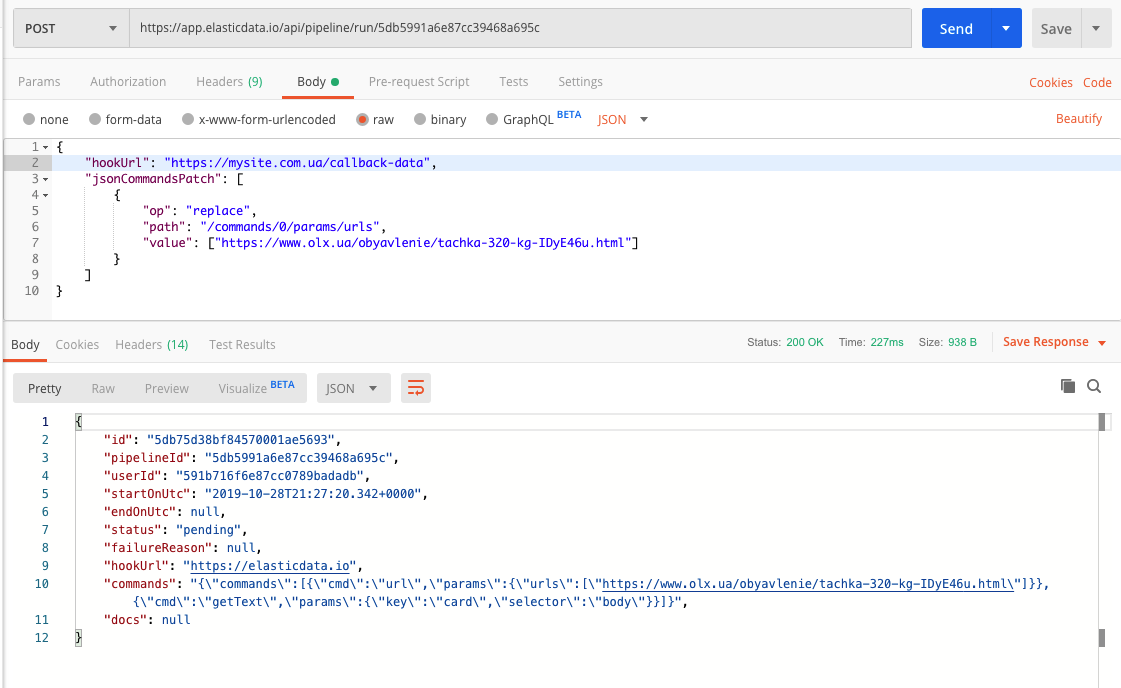 POST https://app.elasticdata.io/api/pipeline/run/5db5991a6e87cc39468a695c Send Save
Params Authorization Headers (9) Body Pre-request Script Tests Settings Cookies Code
none form-data x-www-form-urlencoded raw binary GraphQL BETA JSON Beautify
1 {
2 "hookUrl": "https://mysite.com.ua/callback-data",
3 "jsonCommandsPatch": [
4 {
5 "op": "replace",
6 "path": "/commands/0/params/urls",
7 "value": ["https://www.olx.ua/obyavlenie/tachka-320-kg-IDyE46u.html"]
8 }
9 ]
10 }
Body Cookies Headers (14) Test Results Status: 200 OK Time: 227ms Size: 938 B Save Response
Pretty Raw Preview Visualize BETA JSON
1 {
2 "id": "5db75d38bf84570001ae5693",
3 "pipelineId": "5db5991a6e87cc39468a695c",
4 "userId": "591b716f6e87cc0789badadb",
5 "startOnUtc": "2019-10-28T21:27:20.342+0000",
6 "endOnUtc": null,
7 "status": "pending",
8 "failureReason": null,
9 "hookUrl": "https://elasticdata.io",
10 "commands": "{\"commands\":[{\"cmd\":\"url\",\"params\":{\"urls\":[\"https://www.olx.ua/obyavlenie/tachka-320-kg-IDyE46u.html\"]}},
{\"cmd\":\"getText\",\"params\":{\"key\":\"card\",\"selector\":\"body\"}}]}",
11 "docs": null
12 }